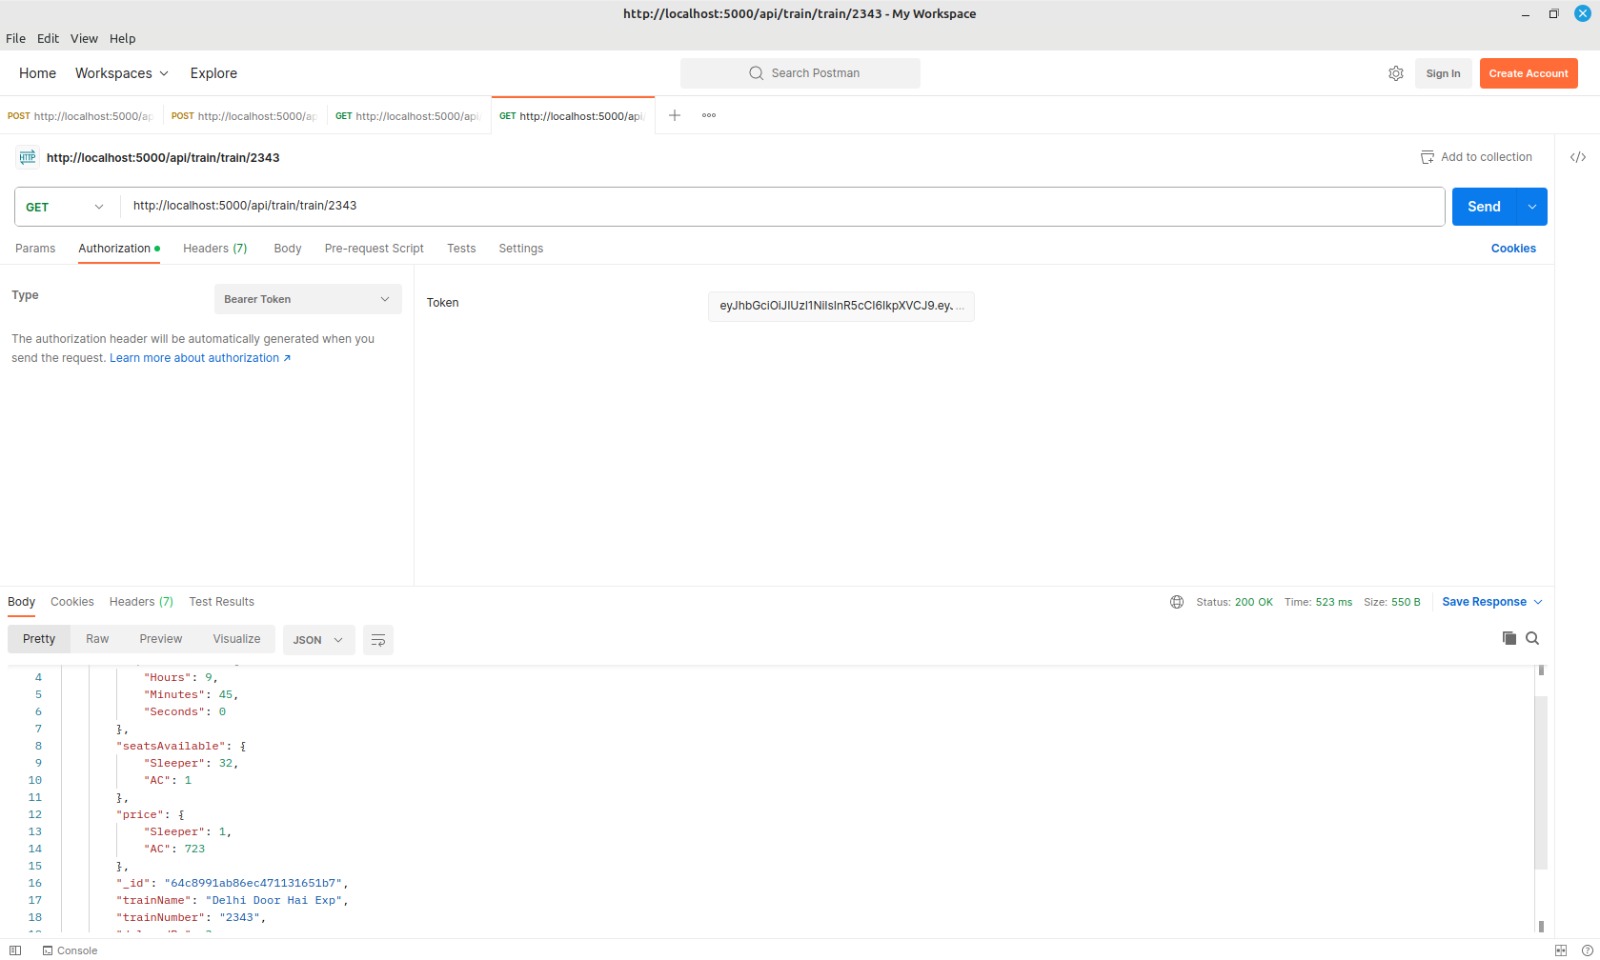 http://localhost:5000/api/train/train/2343 - My Workspace
File Edit View Help
Home Workspaces Explore Search Postman Sign In Create Account
POST http://localhost:5000/ap POST http://localhost:5000/ap GET http://localhost:5000/api GET http://localhost:5000/api
HTTP http://localhost:5000/api/train/train/2343 Add to collection </>
GET http://localhost:5000/api/train/train/2343 Send
Params Authorization Headers (7) Body Pre-request Script Tests Settings Cookies
Type Bearer Token Token eyJhbGciOiJIUzI1NiIsInR5cCI6IkpXVCJ9.ey. ...
The authorization header will be automatically generated when you
send the request. Learn more about authorization ↗
Body Cookies Headers (7) Test Results Status: 200 OK Time: 523 ms Size: 550 B Save Response
Pretty Raw Preview Visualize JSON
4 "Hours": 9,
5 "Minutes": 45,
6 "Seconds": 0
7 },
8 "seatsAvailable": {
9 "Sleeper": 32,
10 "AC": 1
11 },
12 "price": {
13 "Sleeper": 1,
14 "AC": 723
15 },
16 "_id": "64c8991ab86ec471131651b7",
17 "trainName": "Delhi Door Hai Exp",
18 "trainNumber": "2343",
Console